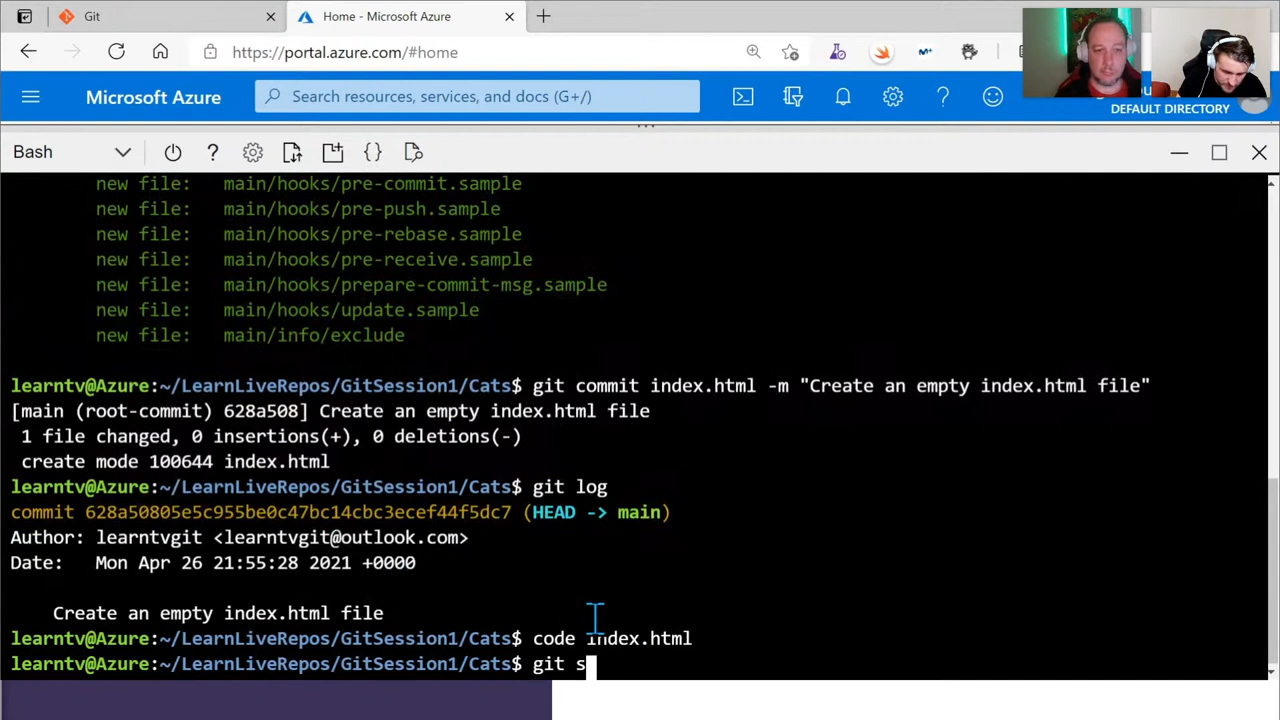 Git
Home - Microsoft Azure
https://portal.azure.com/#home
Microsoft Azure
Search resources, services, and docs (G+/)
DEFAULT DIRECTORY
Bash
new file: main/hooks/pre-commit.sample
new file: main/hooks/pre-push.sample
new file: main/hooks/pre-rebase.sample
new file: main/hooks/pre-receive.sample
new file: main/hooks/prepare-commit-msg.sample
new file: main/hooks/update.sample
new file: main/info/exclude
learntv@Azure:~/LearnLiveRepos/GitSession1/Cats$ git commit index.html -m "Create an empty index.html file"
[main (root-commit) 628a508] Create an empty index.html file
1 file changed, 0 insertions(+), 0 deletions(-)
create mode 100644 index.html
learntv@Azure:~/LearnLiveRepos/GitSession1/Cats$ git log
commit 628a50805e5c955be0c47bc14cbc3ecef44f5dc7 (HEAD -> main)
Author: learntvgit <learntvgit@outlook.com>
Date: Mon Apr 26 21:55:28 2021 +0000
Create an empty index.html file
learntv@Azure:~/LearnLiveRepos/GitSession1/Cats$ code index.html
learntv@Azure:~/LearnLiveRepos/GitSession1/Cats$ git s